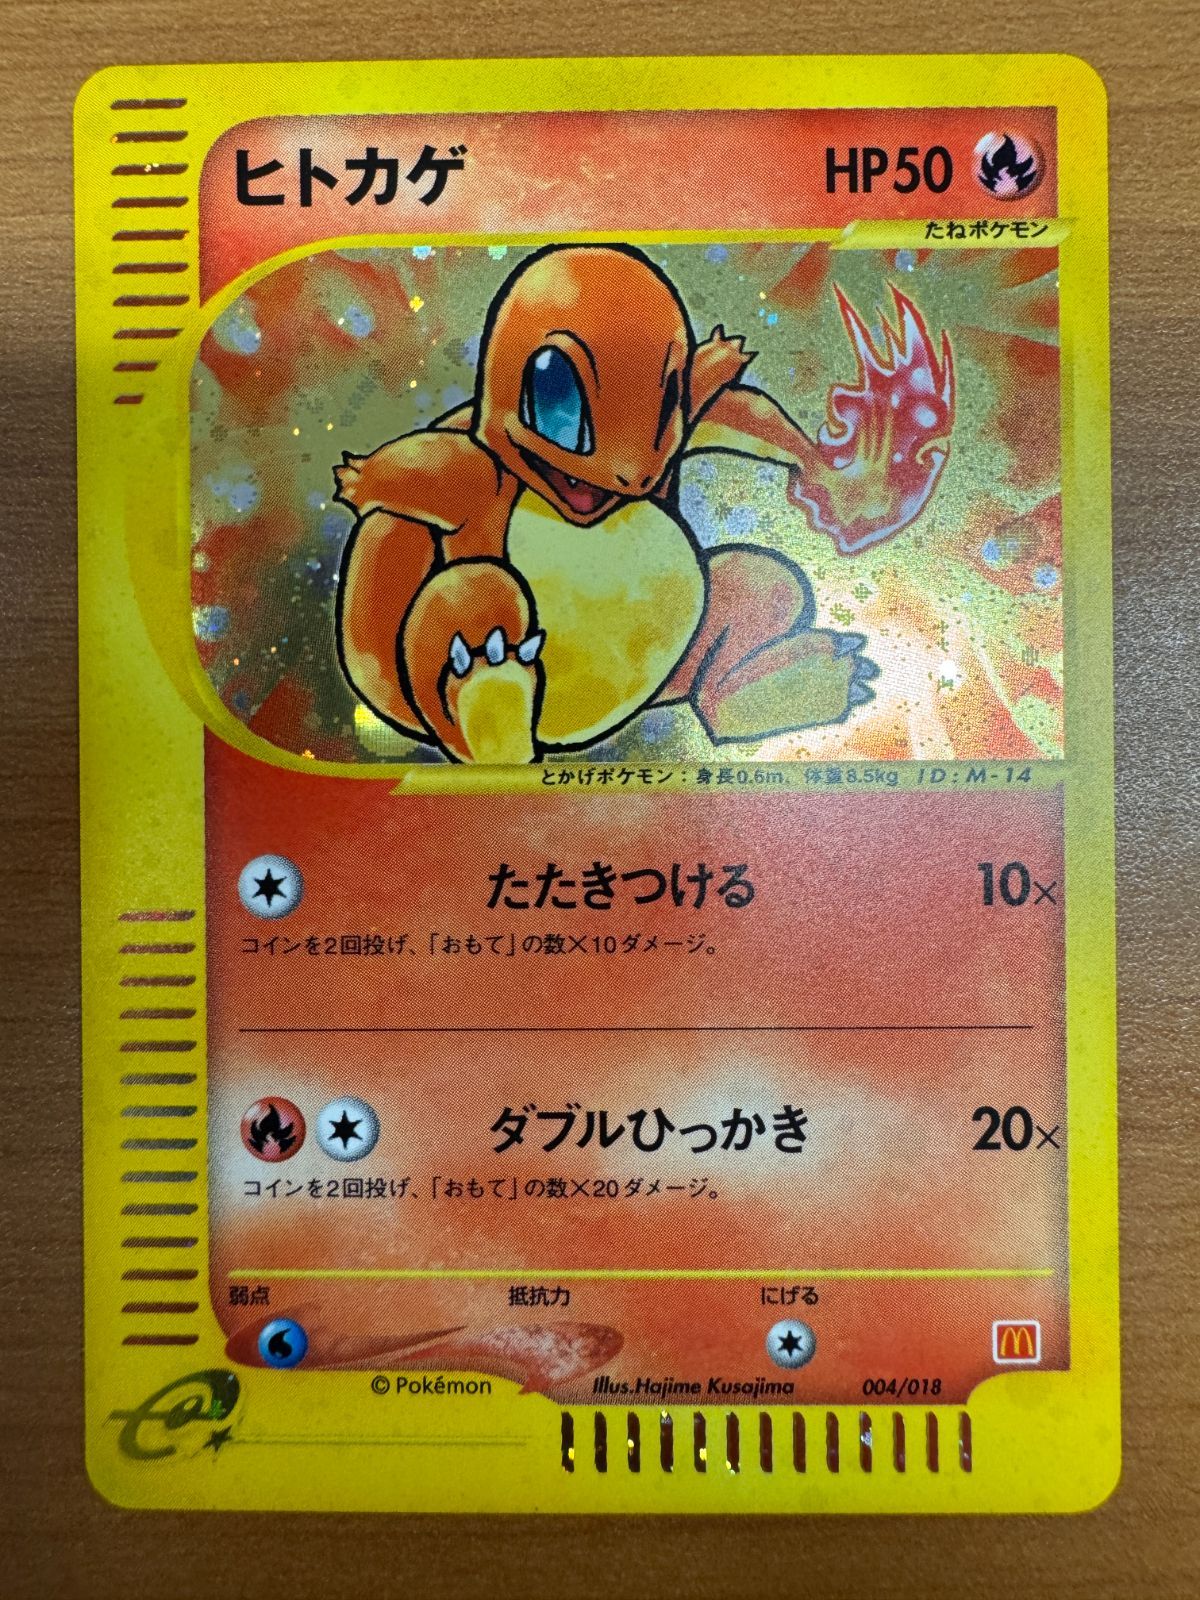 ヒトカゲ HP50
たねポケモン
とかげポケモン：身長0.6m、体重8.5kg ID:M-14
たたきつける 10×
コインを2回投げ、「おもて」の数×10ダメージ。
ダブルひっかき 20×
コインを2回投げ、「おもて」の数×20ダメージ。
弱点 抵抗力 にげる
© Pokémon Illus.Hajime Kusajima 004/018